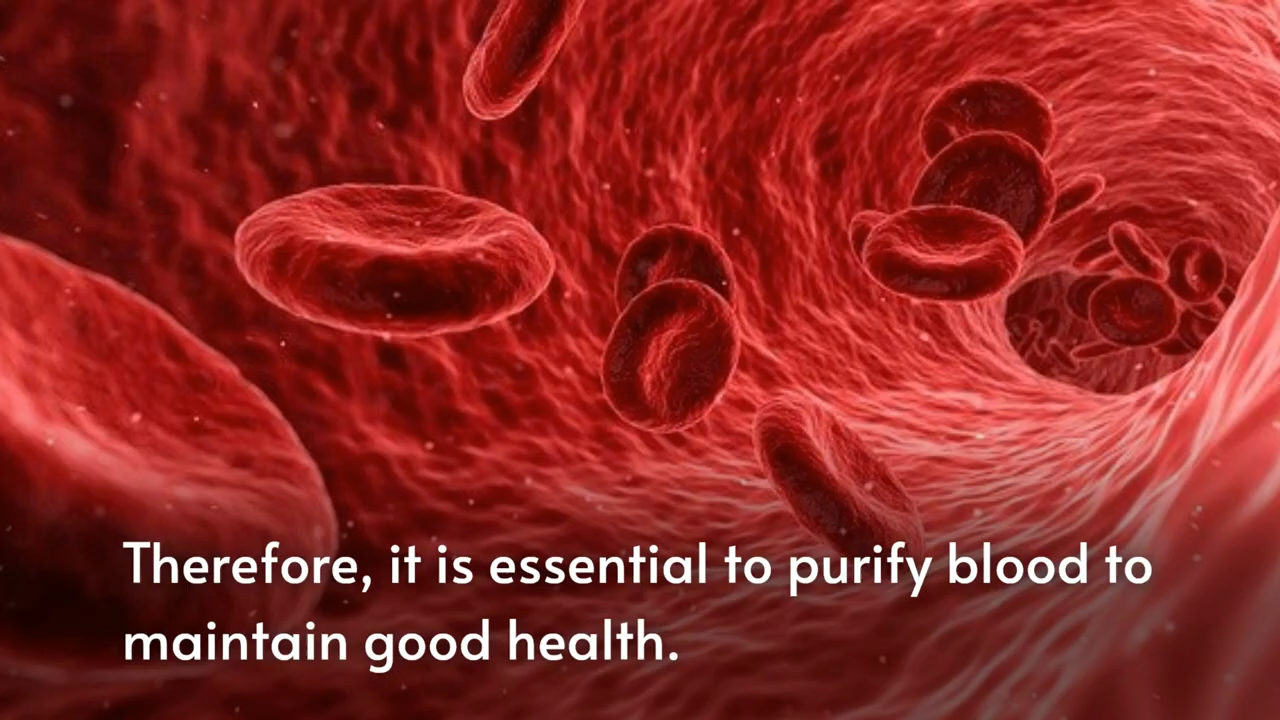 Therefore, it is essential to purify blood to
maintain good health.